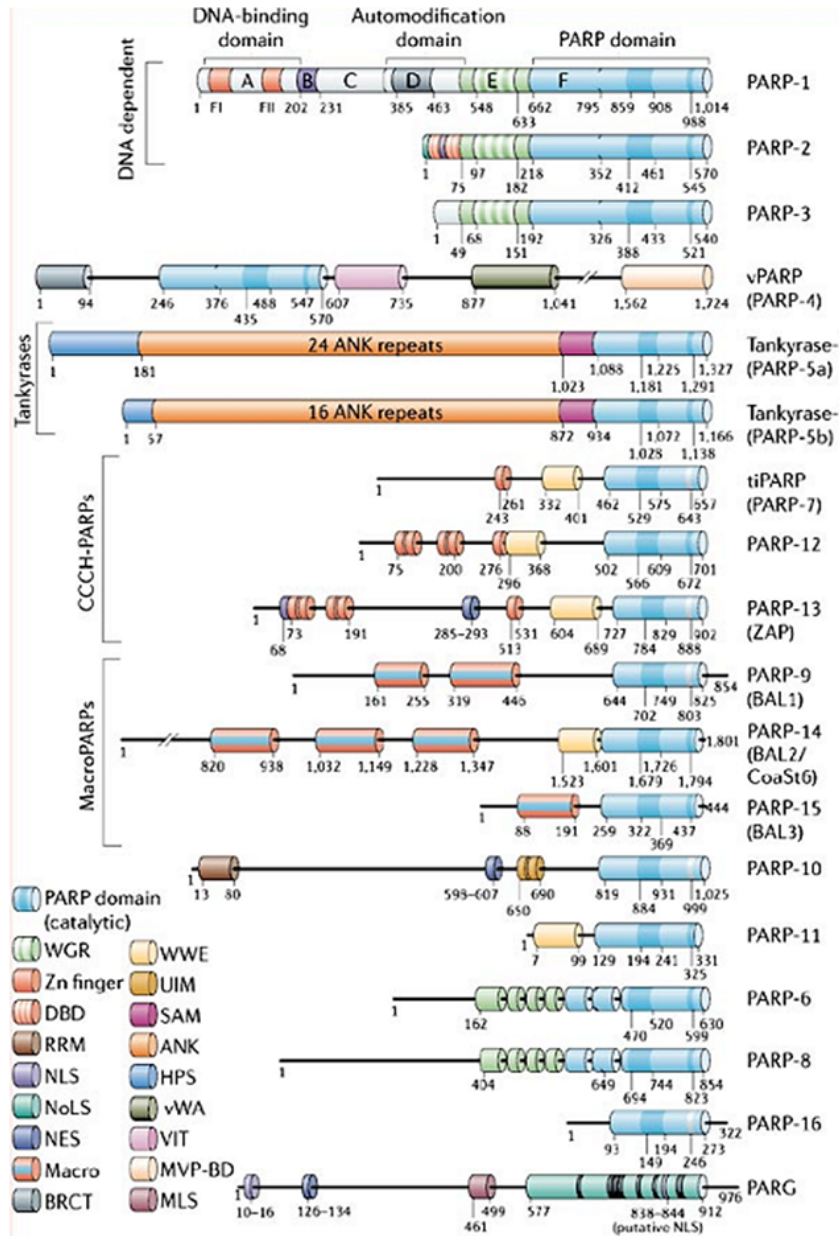 DNA-binding domain
Automodification domain
PARP domain
DNA dependent
A B C D E F
PARP-1
1 FI FII 202 231 385 463 548 633 662 795 859 908 988 1,014
PARP-2
1 75 97 182 218 352 412 461 545 570
PARP-3
1 49 68 151 192 326 388 433 521 540
vPARP
(PARP-4)
1 94 246 376 435 488 547 570 607 735 877 1,041 1,562 1,724
Tankyrases
24 ANK repeats
Tankyrase-
(PARP-5a)
1 181 1,023 1,088 1,181 1,225 1,291 1,327
16 ANK repeats
Tankyrase-
(PARP-5b)
1 57 872 934 1,028 1,072 1,138 1,166
CCCH-PARPs
tiPARP
(PARP-7)
1 243 261 332 401 462 529 575 643 657
PARP-12
1 75 200 276 296 368 502 566 609 672 701
PARP-13
(ZAP)
1 68 73 191 285–293 513 531 604 689 727 784 829 888 902
MacroPARPs
PARP-9
(BAL1)
161 255 319 446 644 702 749 803 825 854
1
PARP-14
(BAL2/
CoaSt6)
1 820 938 1,032 1,149 1,228 1,347 1,523 1,601 1,679 1,726 1,794 1,801
PARP-15
(BAL3)
1 88 191 259 322 369 437 444
PARP-10
1 13 80 598–607 650 690 819 884 931 999 1,025
PARP-11
1 7 99 129 194 241 325 331
PARP-6
1 162 470 520 599 630
PARP-8
1 404 649 694 744 823 854
PARP-16
1 93 149 194 246 273 322
PARG
1 10–16 126–134 461 499 577 838–844 912 976
(putative NLS)
PARP domain
(catalytic)
WGR
Zn finger
DBD
RRM
NLS
NoLS
NES
Macro
BRCT
WWE
UIM
SAM
ANK
HPS
vWA
VIT
MVP-BD
MLS